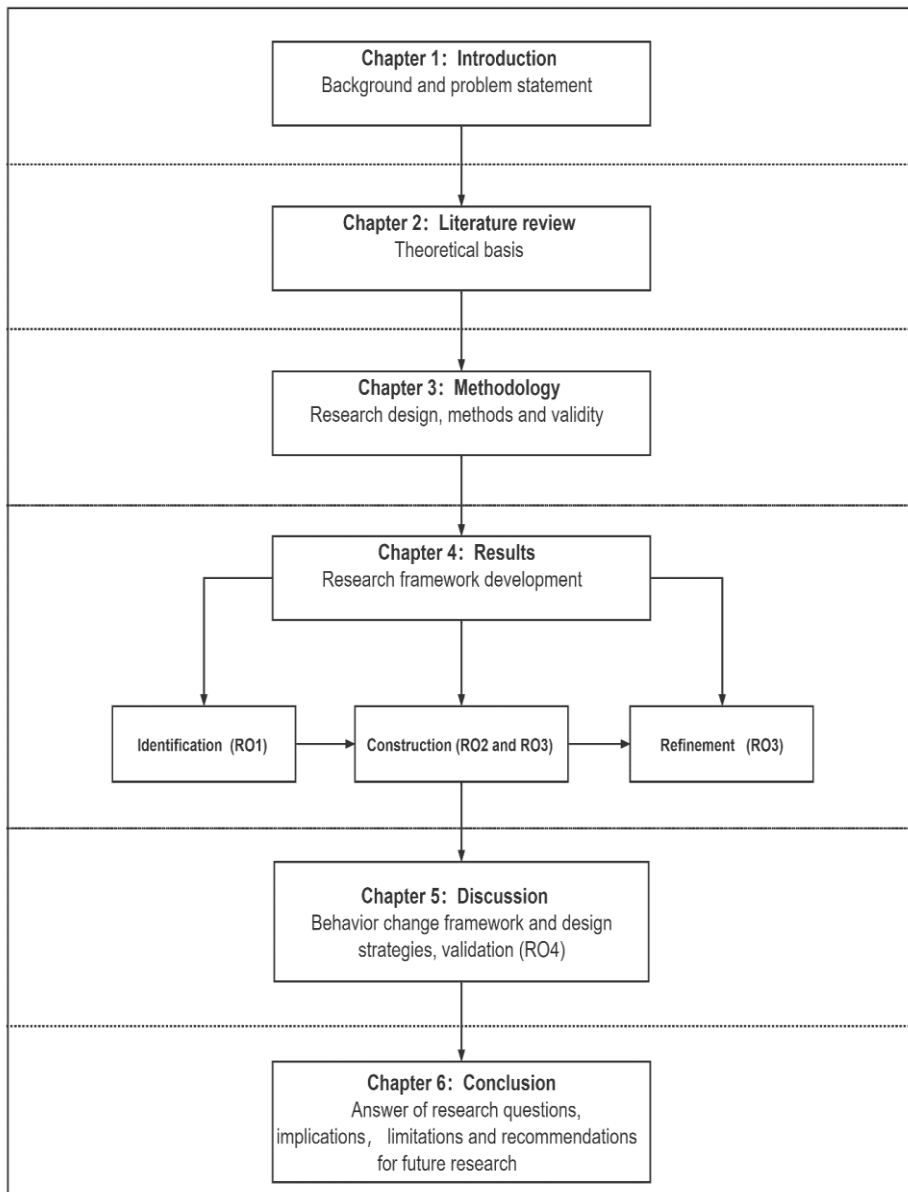 Chapter 1：Introduction
Background and problem statement
Chapter 2：Literature review
Theoretical basis
Chapter 3：Methodology
Research design, methods and validity
Chapter 4：Results
Research framework development
Identification (RO1)
Construction (RO2 and RO3)
Refinement (RO3)
Chapter 5：Discussion
Behavior change framework and design
strategies, validation (RO4)
Chapter 6：Conclusion
Answer of research questions,
implications， limitations and recommendations
for future research